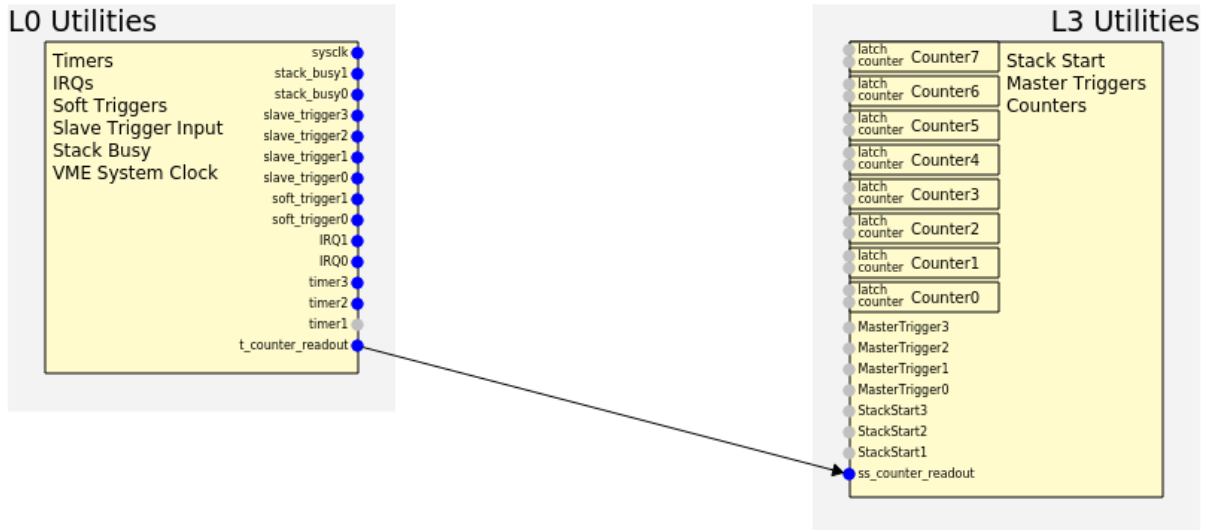 L0 Utilities
Timers
IRQs
Soft Triggers
Slave Trigger Input
Stack Busy
VME System Clock
sysclk
stack_busy1
stack_busy0
slave_trigger3
slave_trigger2
slave_trigger1
slave_trigger0
soft_trigger1
soft_trigger0
IRQ1
IRQ0
timer3
timer2
timer1
t_counter_readout
L3 Utilities
latch
counter Counter7
latch
counter Counter6
latch
counter Counter5
latch
counter Counter4
latch
counter Counter3
latch
counter Counter2
latch
counter Counter1
latch
counter Counter0
MasterTrigger3
MasterTrigger2
MasterTrigger1
MasterTrigger0
StackStart3
StackStart2
StackStart1
ss_counter_readout
Stack Start
Master Triggers
Counters